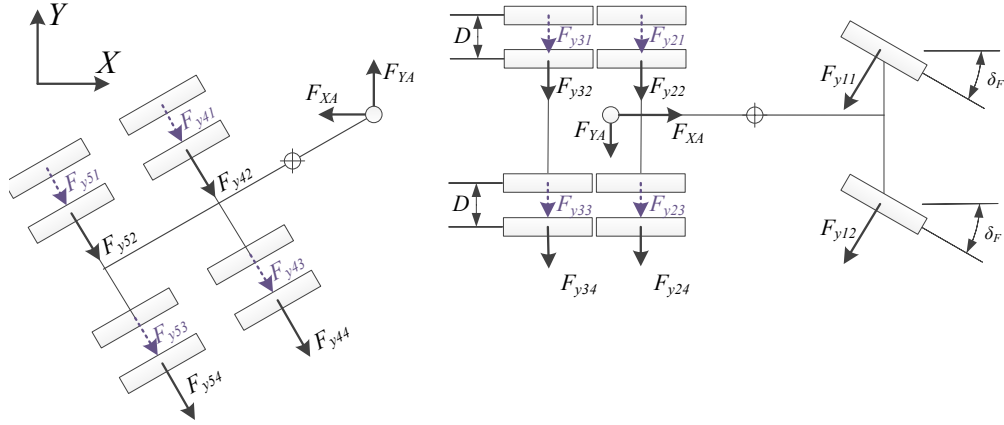 Y
X
F_YA
F_XA
F_y41
F_y42
F_y51
F_y52
F_y43
F_y44
F_y53
F_y54
D
F_y31
F_y21
F_y32
F_y22
F_YA
F_XA
D
F_y33
F_y23
F_y34
F_y24
F_y11
δ_F
F_y12
δ_F